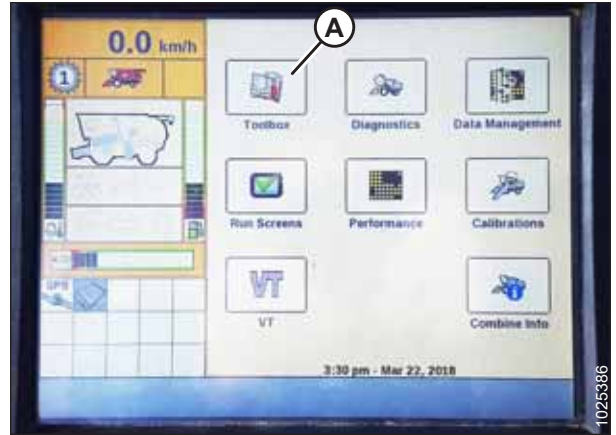 A
0.0 km/h
1
Toolbox
Diagnostics
Data Management
Run Screens
Performance
Calibrations
GPS
VT
VT
Combine Info
3:30 pm - Mar 22, 2018
1025386